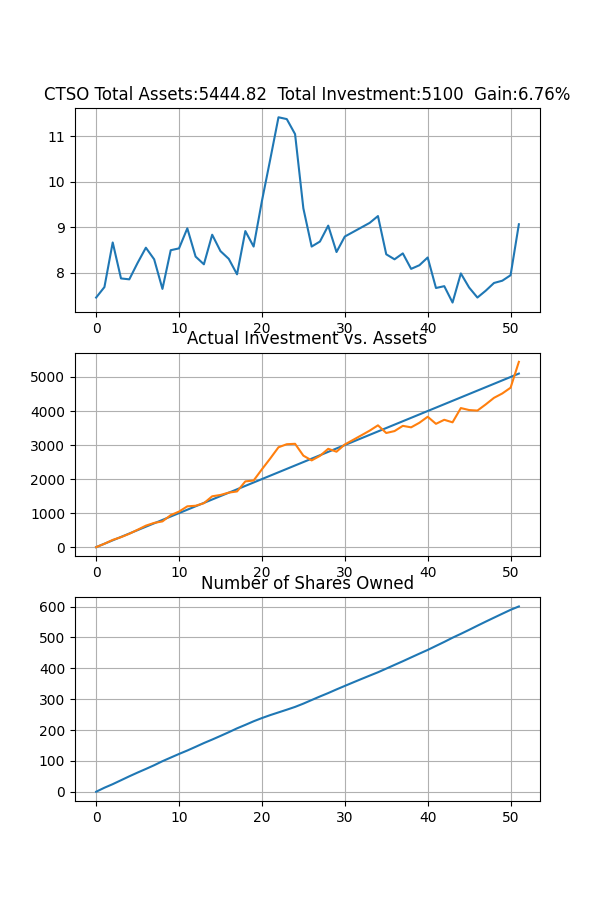 CTSO Total Assets:5444.82  Total Investment:5100  Gain:6.76%
11
10
9
8
0 10 20 30 40 50
Actual Investment vs. Assets
5000
4000
3000
2000
1000
0
0 10 20 30 40 50
Number of Shares Owned
600
500
400
300
200
100
0
0 10 20 30 40 50